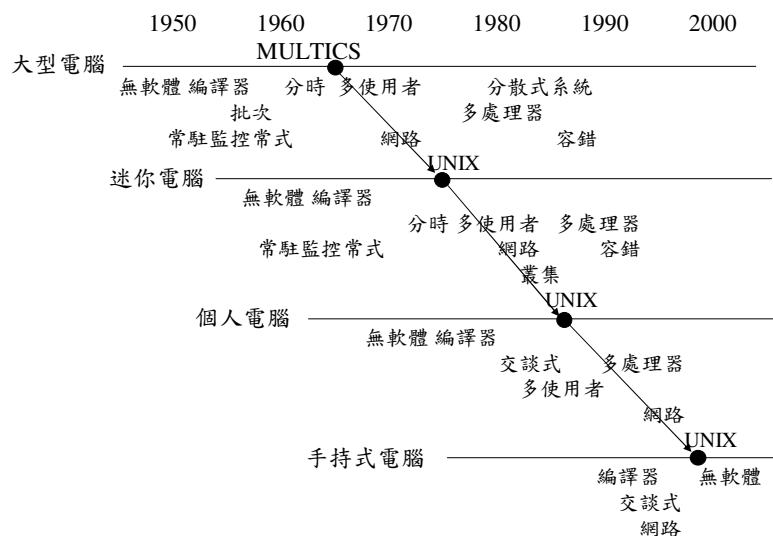 1950 1960 1970 1980 1990 2000
MULTICS
大型電腦
無軟體 編譯器 分時 多使用者 分散式系統
批次 多處理器
常駐監控常式 網路 容錯
UNIX
迷你電腦
無軟體 編譯器
分時 多使用者 多處理器
常駐監控常式 網路 容錯
叢集
UNIX
個人電腦
無軟體 編譯器
交談式 多處理器
多使用者
網路
UNIX
手持式電腦
編譯器 無軟體
交談式
網路